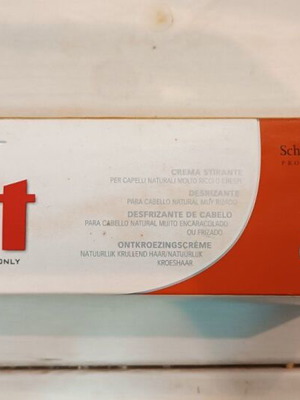 t
ONLY
CREMA STIRANTE
PER CAPELLI NATURALI MOLTO RICCI O CRESPI
DESRIZANTE
PARA CABELLO NATURAL MUY RIZADO
DESFRIZANTE DE CABELO
PARA CABELO NATURAL MUITO ENCARACOLADO
OU FRIZADO
ONTKROEZINGSCRÈME
NATUURLIJK KRULLEND HAAR/NATUURLIJK
KROESHAAR
Sch
PRO